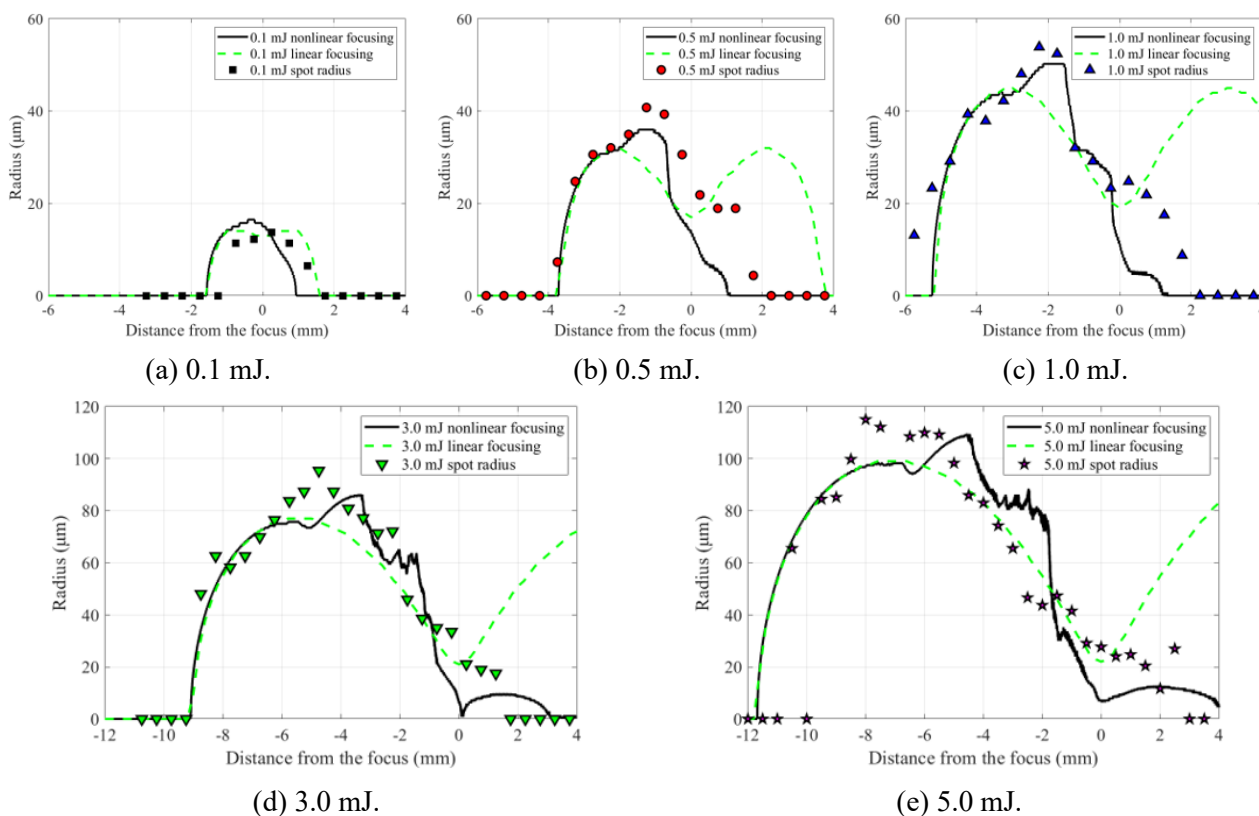 60
40
20
0
Radius (μm)
-6
-4
-2
0
2
4
Distance from the focus (mm)
0.1 mJ nonlinear focusing
0.1 mJ linear focusing
0.1 mJ spot radius
(a) 0.1 mJ.
60
40
20
0
Radius (μm)
-6
-4
-2
0
2
4
Distance from the focus (mm)
0.5 mJ nonlinear focusing
0.5 mJ linear focusing
0.5 mJ spot radius
(b) 0.5 mJ.
60
40
20
0
Radius (μm)
-6
-4
-2
0
2
4
Distance from the focus (mm)
1.0 mJ nonlinear focusing
1.0 mJ linear focusing
1.0 mJ spot radius
(c) 1.0 mJ.
120
100
80
60
40
20
0
Radius (μm)
-12
-10
-8
-6
-4
-2
0
2
4
Distance from the focus (mm)
3.0 mJ nonlinear focusing
3.0 mJ linear focusing
3.0 mJ spot radius
(d) 3.0 mJ.
120
100
80
60
40
20
0
Radius (μm)
-12
-10
-8
-6
-4
-2
0
2
4
Distance from the focus (mm)
5.0 mJ nonlinear focusing
5.0 mJ linear focusing
5.0 mJ spot radius
(e) 5.0 mJ.